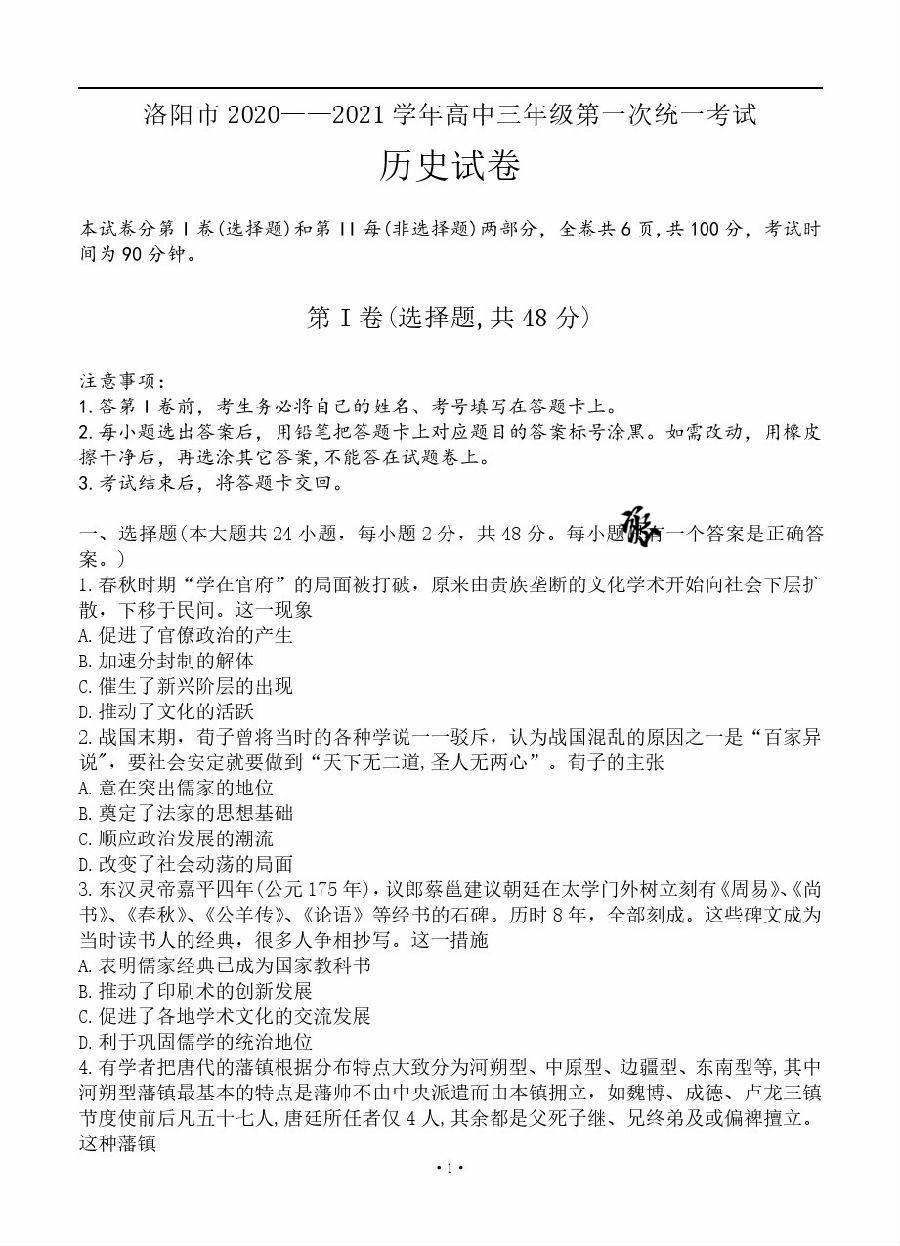 洛阳市 2020——2021 学年高中三年级第一次统一考试
历史试卷
本试卷分第 I 卷(选择题)和第 II 每(非选择题)两部分，全卷共 6 页,共 100 分，考试时
间为 90 分钟。
第 I 卷(选择题,共 48 分)
注意事项：
1.答第 I 卷前，考生务必将自己的姓名、考号填写在答题卡上。
2.每小题选出答案后，用铅笔把答题卡上对应题目的答案标号涂黑。如需改动，用橡皮
擦干净后，再选涂其它答案,不能答在试题卷上。
3.考试结束后，将答题卡交回。
一、选择题(本大题共 24 小题，每小题 2 分，共 48 分。每小题 有一个答案是正确答
案。)
1.春秋时期“学在官府”的局面被打破，原来由贵族垄断的文化学术开始向社会下层扩
散，下移于民间。这一现象
A.促进了官僚政治的产生
B.加速分封制的解体
C.催生了新兴阶层的出现
D.推动了文化的活跃
2.战国末期，荀子曾将当时的各种学说一一驳斥，认为战国混乱的原因之一是“百家异
说”，要社会安定就要做到“天下无二道,圣人无两心”。荀子的主张
A.意在突出儒家的地位
B.奠定了法家的思想基础
C.顺应政治发展的潮流
D.改变了社会动荡的局面
3.东汉灵帝嘉平四年(公元 175 年),议郎蔡邕建议朝廷在太学门外树立刻有《周易》、《尚
书》、《春秋》、《公羊传》、《论语》等经书的石碑。历时 8 年，全部刻成。这些碑文成为
当时读书人的经典，很多人争相抄写。这一措施
A.表明儒家经典已成为国家教科书
B.推动了印刷术的创新发展
C.促进了各地学术文化的交流发展
D.利于巩固儒学的统治地位
4.有学者把唐代的藩镇根据分布特点大致分为河朔型、中原型、边疆型、东南型等,其中
河朔型藩镇最基本的特点是藩帅不由中央派遣而由本镇拥立，如魏博、成德、卢龙三镇
节度使前后凡五十七人,唐廷所任者仅 4 人,其余都是父死子继、兄终弟及或偏裨擅立。
这种藩镇
·1·